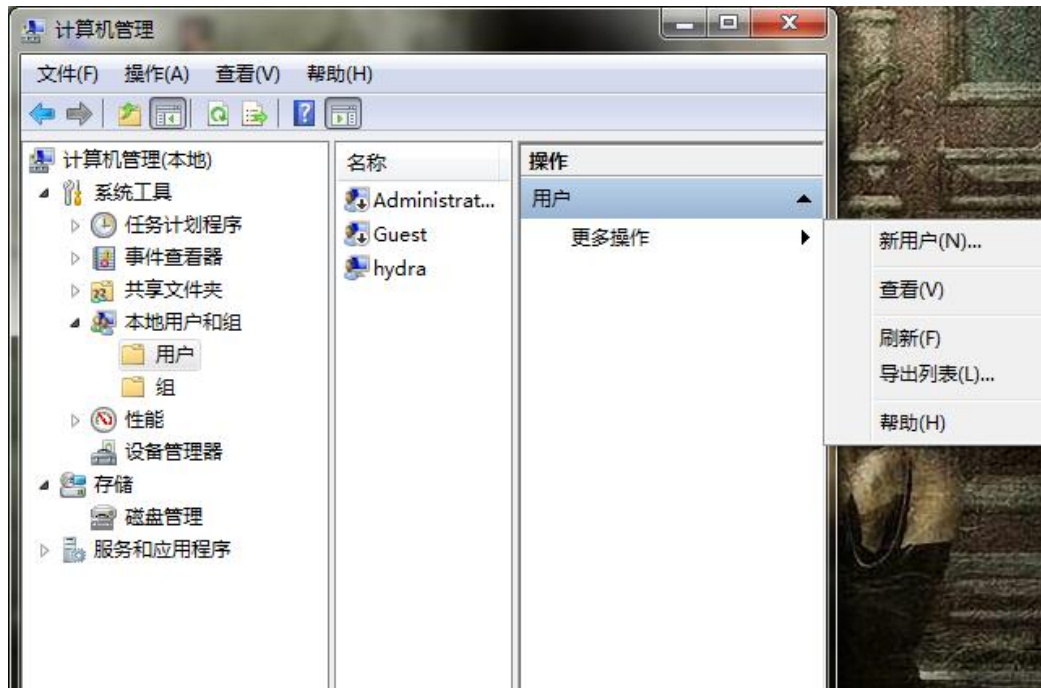 计算机管理
文件(F) 操作(A) 查看(V) 帮助(H)
计算机管理(本地)
系统工具
任务计划程序
事件查看器
共享文件夹
本地用户和组
用户
组
性能
设备管理器
存储
磁盘管理
服务和应用程序
名称
Administrat...
Guest
hydra
操作
用户
更多操作
新用户(N)...
查看(V)
刷新(F)
导出列表(L)...
帮助(H)